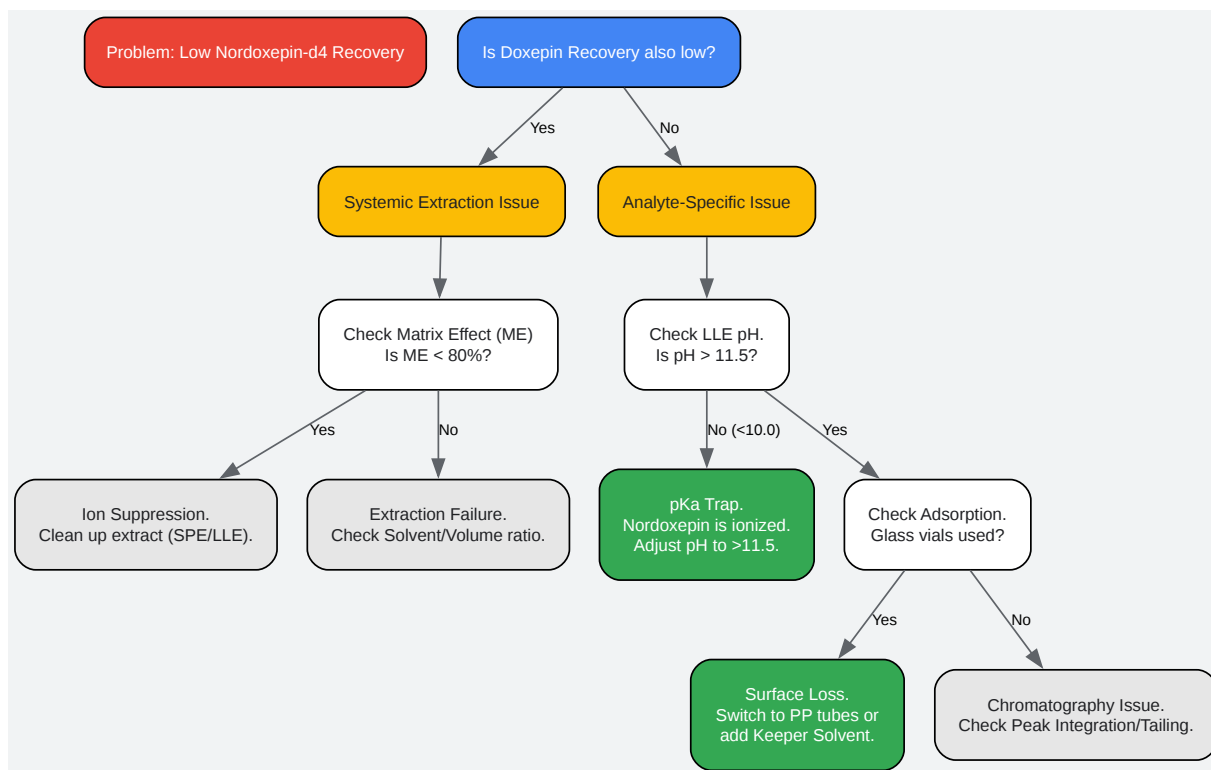 Problem: Low Nordoxepin-d4 Recovery
Is Doxepin Recovery also low?
Yes
No
Systemic Extraction Issue
Analyte-Specific Issue
Check Matrix Effect (ME)
Is ME < 80%?
Check LLE pH.
Is pH > 11.5?
Yes
No
No (<10.0)
Yes
Ion Suppression.
Clean up extract (SPE/LLE).
Extraction Failure.
Check Solvent/Volume ratio.
pKa Trap.
Nordoxepin is ionized.
Adjust pH to >11.5.
Check Adsorption.
Glass vials used?
Yes
No
Surface Loss.
Switch to PP tubes or
add Keeper Solvent.
Chromatography Issue.
Check Peak Integration/Tailing.